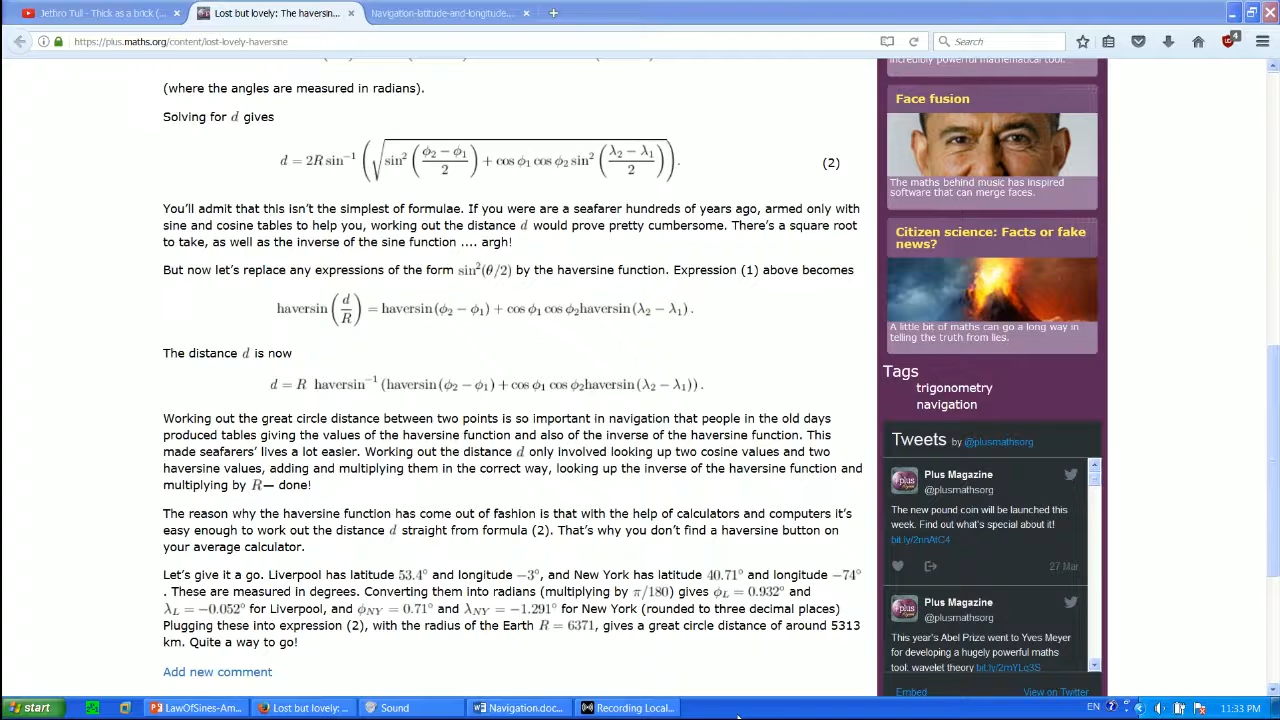 Jethro Tull - Thick as a brick (...
Lost but lovely: The haversin...
Navigation-latitude-and-longitude...
https://plus.maths.org/content/lost-lovely-haversine
Search
4
(where the angles are measured in radians).
Solving for d gives
d = 2R sin⁻¹ (√(sin² ((ϕ₂ − ϕ₁)/2) + cos ϕ₁ cos ϕ₂ sin² ((λ₂ − λ₁)/2))). (2)
You'll admit that this isn't the simplest of formulae. If you were are a seafarer hundreds of years ago, armed only with
sine and cosine tables to help you, working out the distance d would prove pretty cumbersome. There's a square root
to take, as well as the inverse of the sine function .... argh!
But now let's replace any expressions of the form sin²(θ/2) by the haversine function. Expression (1) above becomes
haversin (d/R) = haversin (ϕ₂ − ϕ₁) + cos ϕ₁ cos ϕ₂haversin (λ₂ − λ₁) .
The distance d is now
d = R haversin⁻¹ (haversin (ϕ₂ − ϕ₁) + cos ϕ₁ cos ϕ₂haversin (λ₂ − λ₁)) .
Working out the great circle distance between two points is so important in navigation that people in the old days
produced tables giving the values of the haversine function and also of the inverse of the haversine function. This
made seafarers' lives a lot easier. Working out the distance d only involved looking up two cosine values and two
haversine values, adding and multiplying them in the correct way, looking up the inverse of the haversine function and
multiplying by R— done!
The reason why the haversine function has come out of fashion is that with the help of calculators and computers it's
easy enough to work out the distance d straight from formula (2). That's why you don't find a haversine button on
your average calculator.
Let's give it a go. Liverpool has latitude 53.4° and longitude −3°, and New York has latitude 40.71° and longitude −74°
. These are measured in degrees. Converting them into radians (multiplying by π/180) gives ϕL = 0.932° and
λL = −0.052° for Liverpool, and ϕNY = 0.71° and λNY = −1.291° for New York (rounded to three decimal places)
Plugging these into expression (2), with the radius of the Earth R = 6371, gives a great circle distance of around 5313
km. Quite a way to go!
Add new comment
incredibly powerful mathematical tool.
Face fusion
The maths behind music has inspired
software that can merge faces.
Citizen science: Facts or fake
news?
A little bit of maths can go a long way in
telling the truth from lies.
Tags
trigonometry
navigation
Tweets by @plusmathsorg
Plus Magazine
@plusmathsorg
The new pound coin will be launched this
week. Find out what's special about it!
bit.ly/2nnAtC4
27 Mar
Plus Magazine
@plusmathsorg
This year's Abel Prize went to Yves Meyer
for developing a hugely powerful maths
tool: wavelet theory bit.ly/2mYLg3S
Embed
View on Twitter
start
LawOfSines-Am...
Lost but lovely: ...
Sound
Navigation.doc...
Recording Local...
EN
11:33 PM